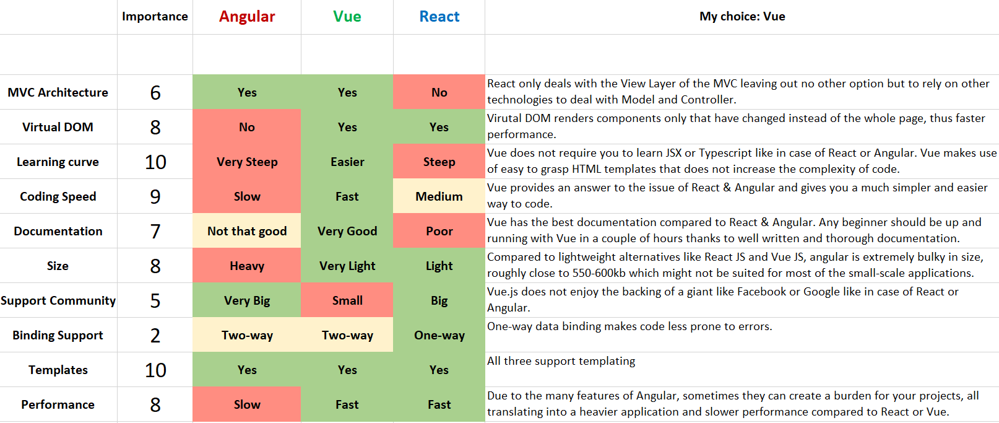 Importance Angular Vue React My choice: Vue
MVC Architecture 6 Yes Yes No React only deals with the View Layer of the MVC leaving out no other option but to rely on other
technologies to deal with Model and Controller.
Virtual DOM 8 No Yes Yes Virutal DOM renders components only that have changed instead of the whole page, thus faster
performance.
Learning curve 10 Very Steep Easier Steep Vue does not require you to learn JSX or Typescript like in case of React or Angular. Vue makes use
of easy to grasp HTML templates that does not increase the complexity of code.
Coding Speed 9 Slow Fast Medium Vue provides an answer to the issue of React & Angular and gives you a much simpler and easier
way to code.
Documentation 7 Not that good Very Good Poor Vue has the best documentation compared to React & Angular. Any beginner should be up and
running with Vue in a couple of hours thanks to well written and thorough documentation.
Size 8 Heavy Very Light Light Compared to lightweight alternatives like React JS and Vue JS, angular is extremely bulky in size,
roughly close to 550-600kb which might not be suited for most of the small-scale applications.
Support Community 5 Very Big Small Big Vue.js does not enjoy the backing of a giant like Facebook or Google like in case of React or
Angular.
Binding Support 2 Two-way Two-way One-way One-way data binding makes code less prone to errors.
Templates 10 Yes Yes Yes All three support templating
Performance 8 Slow Fast Fast Due to the many features of Angular, sometimes they can create a burden for your projects, all
translating into a heavier application and slower performance compared to React or Vue.